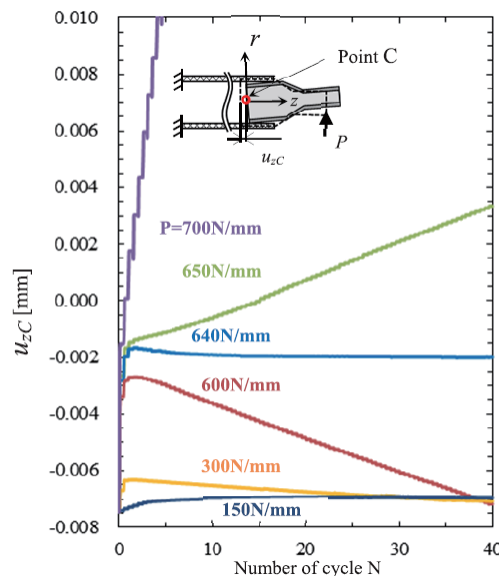 0.010
0.008
0.006
0.004
0.002
0.000
-0.002
-0.004
-0.006
-0.008
u_zC [mm]
r
Point C
z
P
u_zC
P=700N/mm
650N/mm
640N/mm
600N/mm
300N/mm
150N/mm
0
10
20
30
40
Number of cycle N